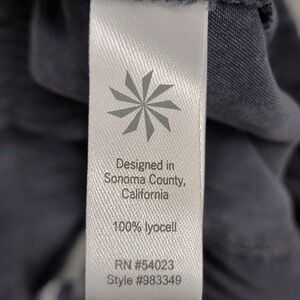 Designed in
Sonoma County,
California
100% lyocell
RN #54023
Style #983349